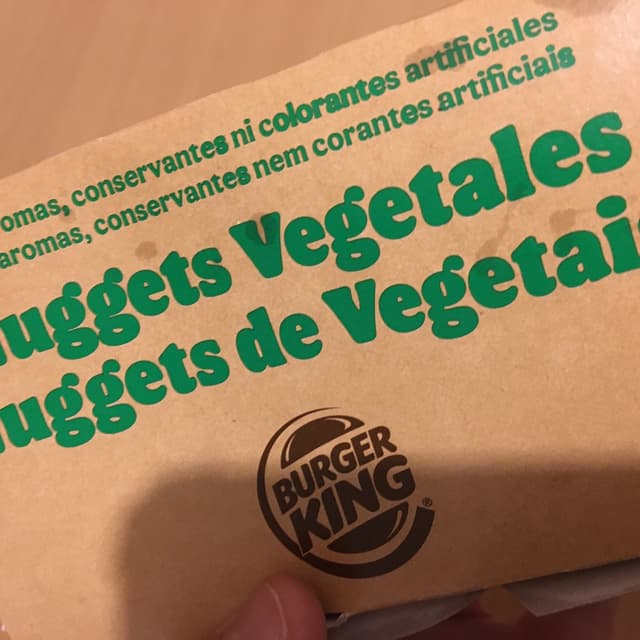 omas, conservantes ni colorantes artificiales
aromas, conservantes nem corantes artificiais
uggets Vegetales
uggets de Vegetais
BURGER
KING
®